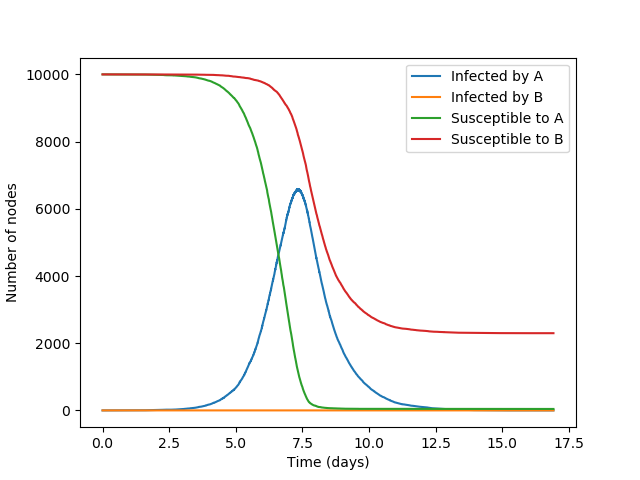 10000
8000
6000
4000
2000
0
Number of nodes
0.0 2.5 5.0 7.5 10.0 12.5 15.0 17.5
Time (days)
Infected by A
Infected by B
Susceptible to A
Susceptible to B